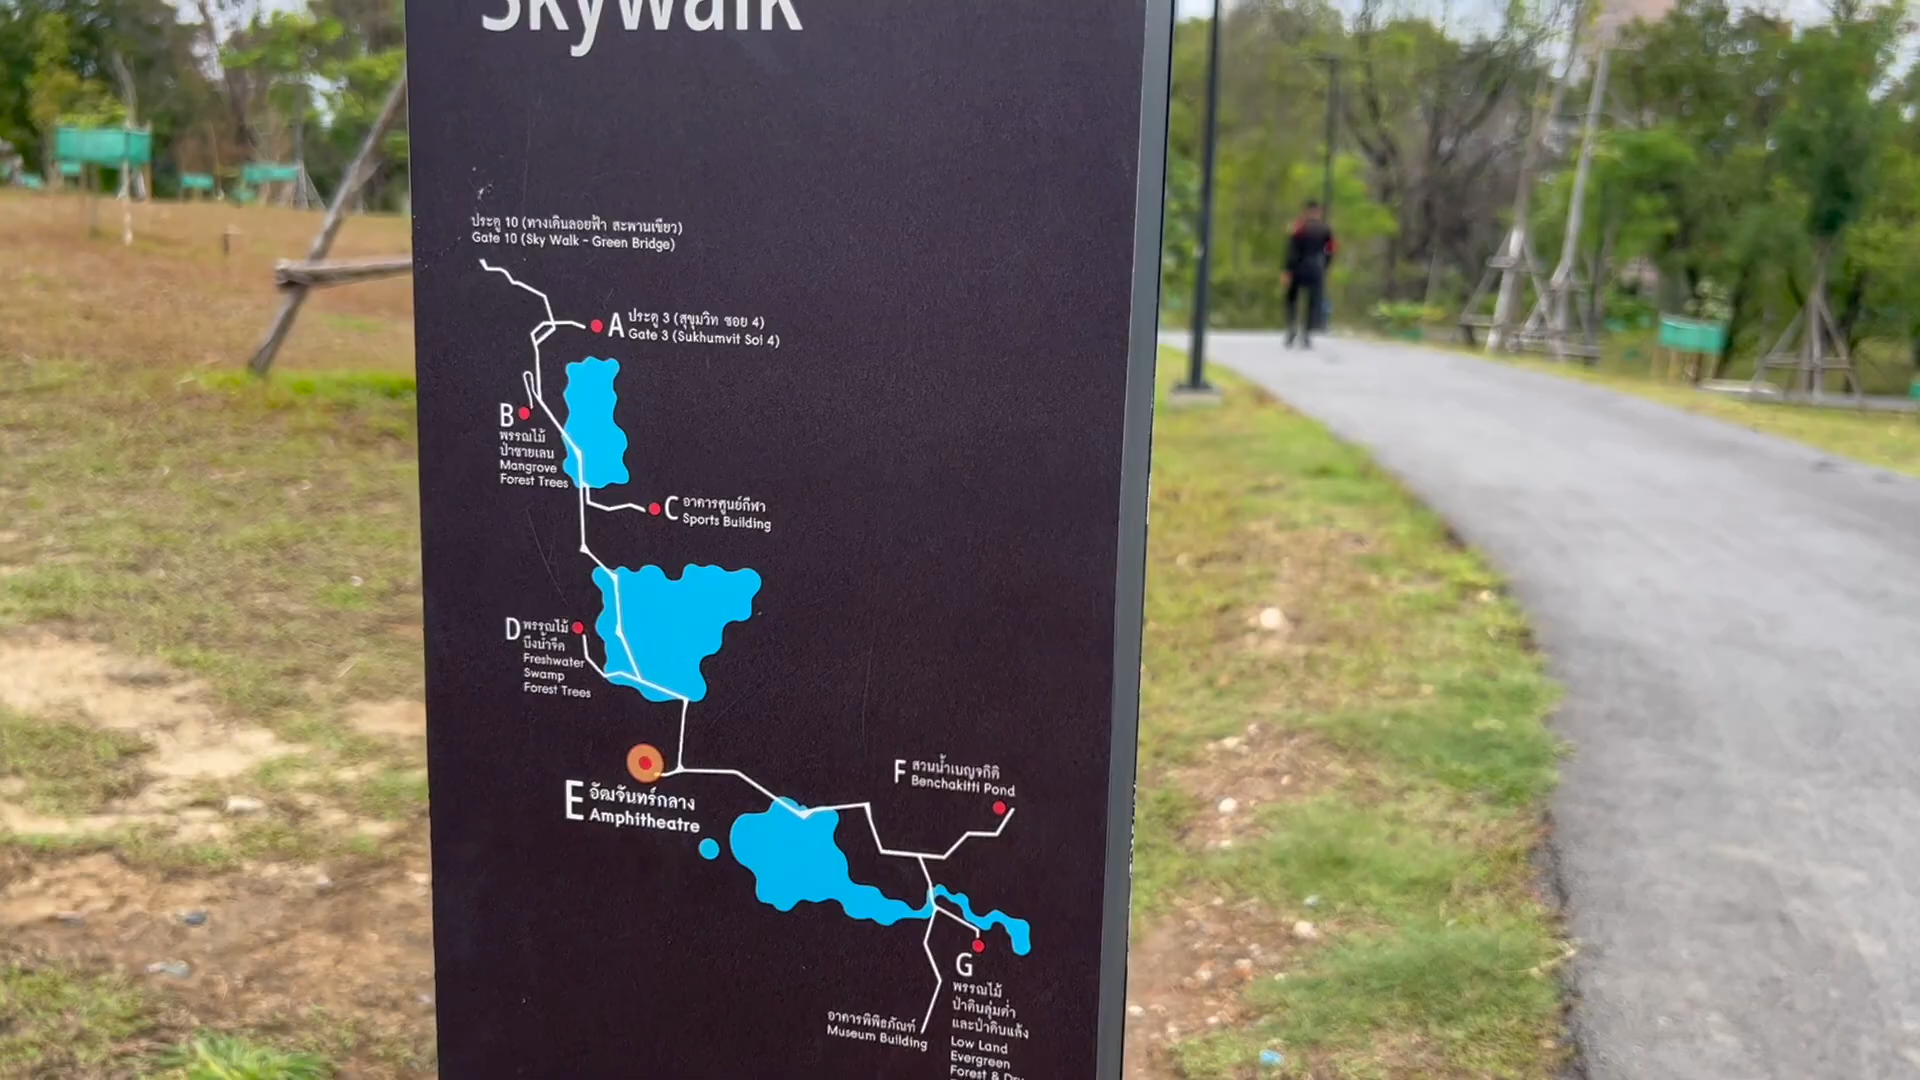 Skywalk
ประตู 10 (ทางเดินลอยฟ้า สะพานเขียว)
Gate 10 (Sky Walk - Green Bridge)
A
ประตู 3 (สุขุมวิท ซอย 4)
Gate 3 (Sukhumvit Soi 4)
B
พรรณไม้
ป่าชายเลน
Mangrove
Forest Trees
C
อาคารศูนย์กีฬา
Sports Building
D
พรรณไม้
บึงน้ำจืด
Freshwater
Swamp
Forest Trees
E
อัฒจันทร์กลาง
Amphitheatre
F
สวนน้ำเบญจกิติ
Benchakitti Pond
G
พรรณไม้
ป่าดิบลุ่มต่ำ
และป่าดิบแล้ง
Low Land
Evergreen
Forest & Dry
อาคารพิพิธภัณฑ์
Museum Building